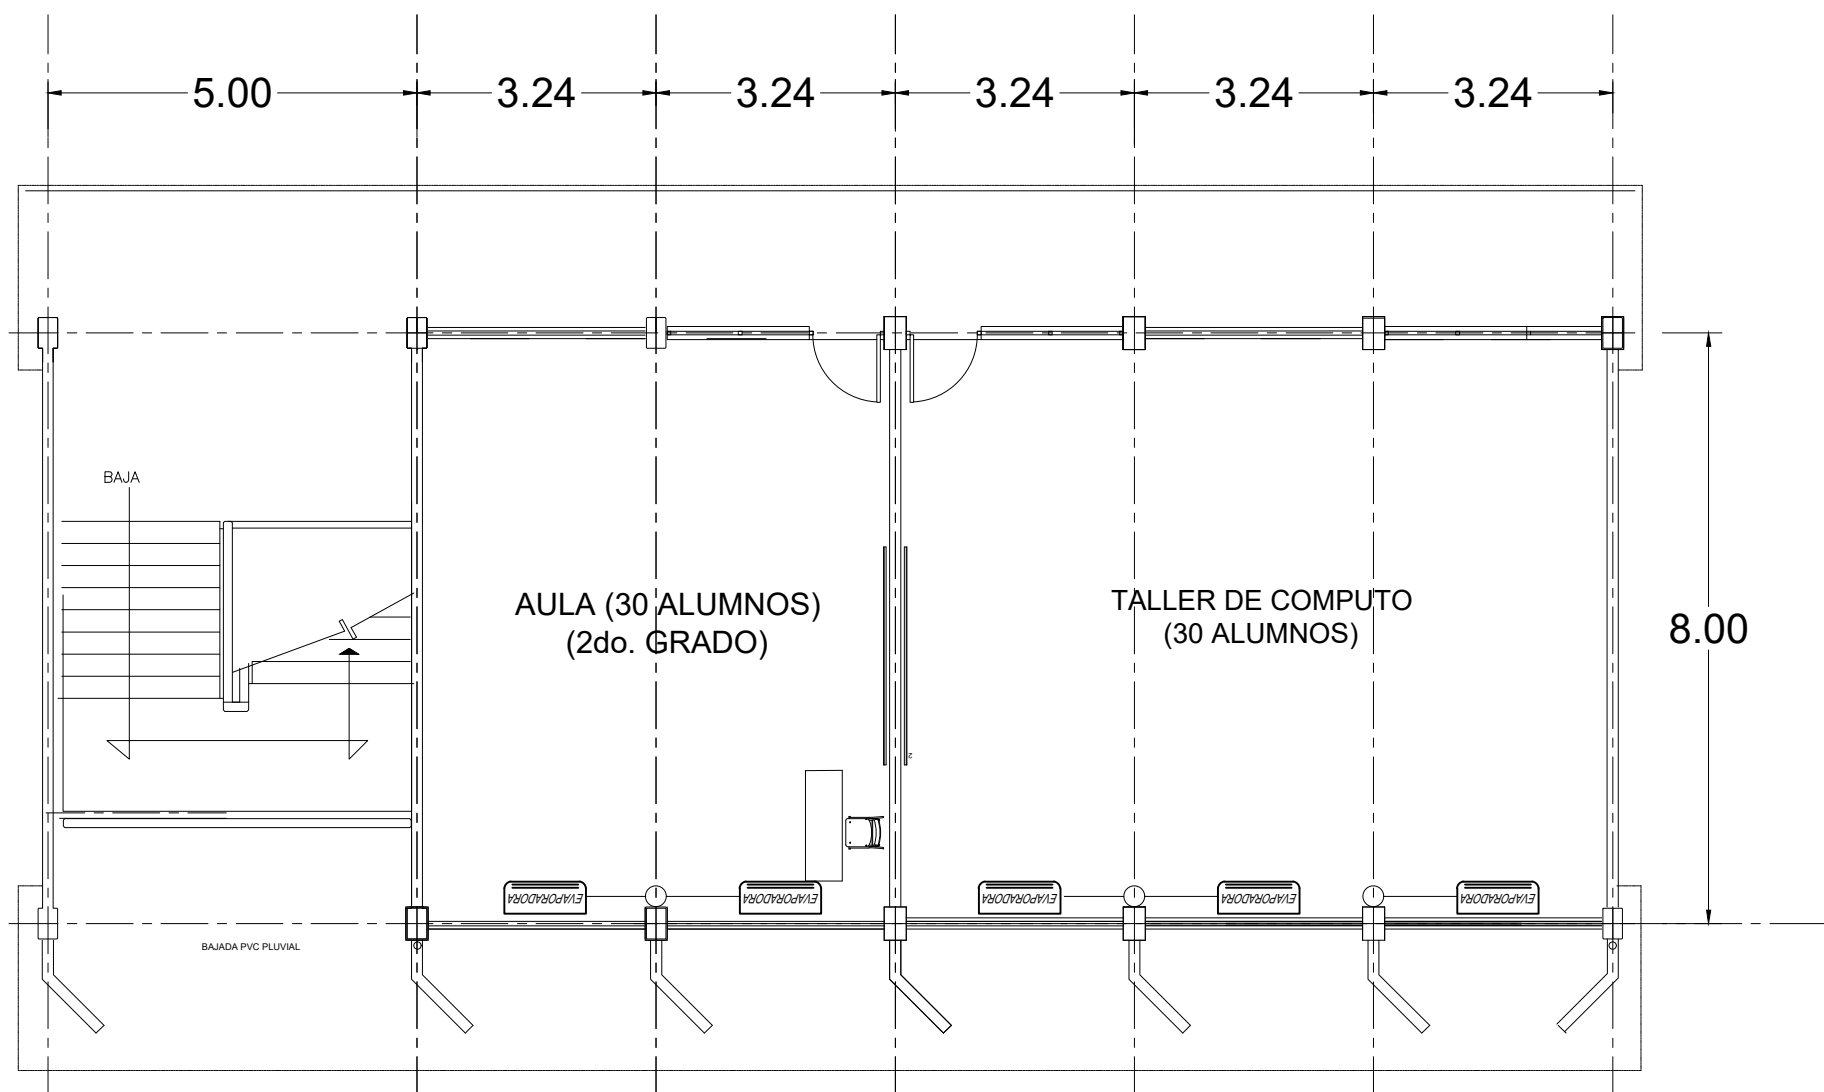 5.00
3.24
3.24
3.24
3.24
3.24
BAJA
AULA (30 ALUMNOS)
(2do. GRADO)
TALLER DE COMPUTO
(30 ALUMNOS)
8.00
2
EVAPORADORA
EVAPORADORA
EVAPORADORA
EVAPORADORA
EVAPORADORA
BAJADA PVC PLUVIAL